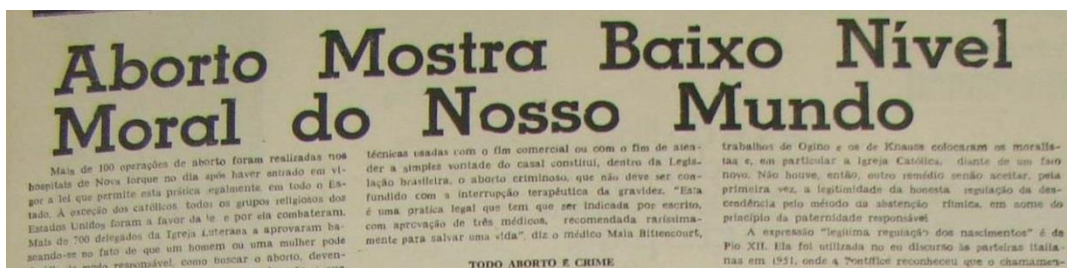 Aborto Mostra Baixo Nível
Moral do Nosso Mundo
Mais de 100 operações de aborto foram realizadas nos
hospitais de Nova Iorque no dia após haver entrado em vi-
gor a lei que permite esta prática legalmente, em todo o Es-
tado. À exceção dos católicos, todos os grupos religiosos dos
Estados Unidos foram a favor da le e por ela combateram.
Mais de 700 delegados da Igreja Luterana a aprovaram ba-
seando-se no fato de que um homem ou uma mulher pode
modo responsável, como buscar o aborto, deven-
técnicas usadas com o fim comercial ou com o fim de aten-
der a simples vontade do casal constitui, dentro da Legis-
lação brasileira, o aborto criminoso, que não deve ser con-
fundido com a interrupção terapêutica da gravidez. "Esta
é uma pratica legal que tem que ser indicada por escrito,
com aprovação de três médicos, recomendada raríssima-
mente para salvar uma vida", diz o médico Maia Bittencourt,
TODO ABORTO É CRIME
trabalhos de Ogino e os de Knauss colocaram os moralis-
tas e, em particular a Igreja Católica, diante de um fato
novo. Não houve, então, outro remédio senão aceitar, pela
primeira vez, a legitimidade da honesta regulação da des-
cendência pelo método da abstenção rítmica, em nome do
princípio da paternidade responsável
A expressão "legítima regulação dos nascimentos" é de
Pio XII. Ela foi utilizada no eu discurso às parteiras italia-
nas em 1951, onde o Pontífice reconheceu que o chamamen-